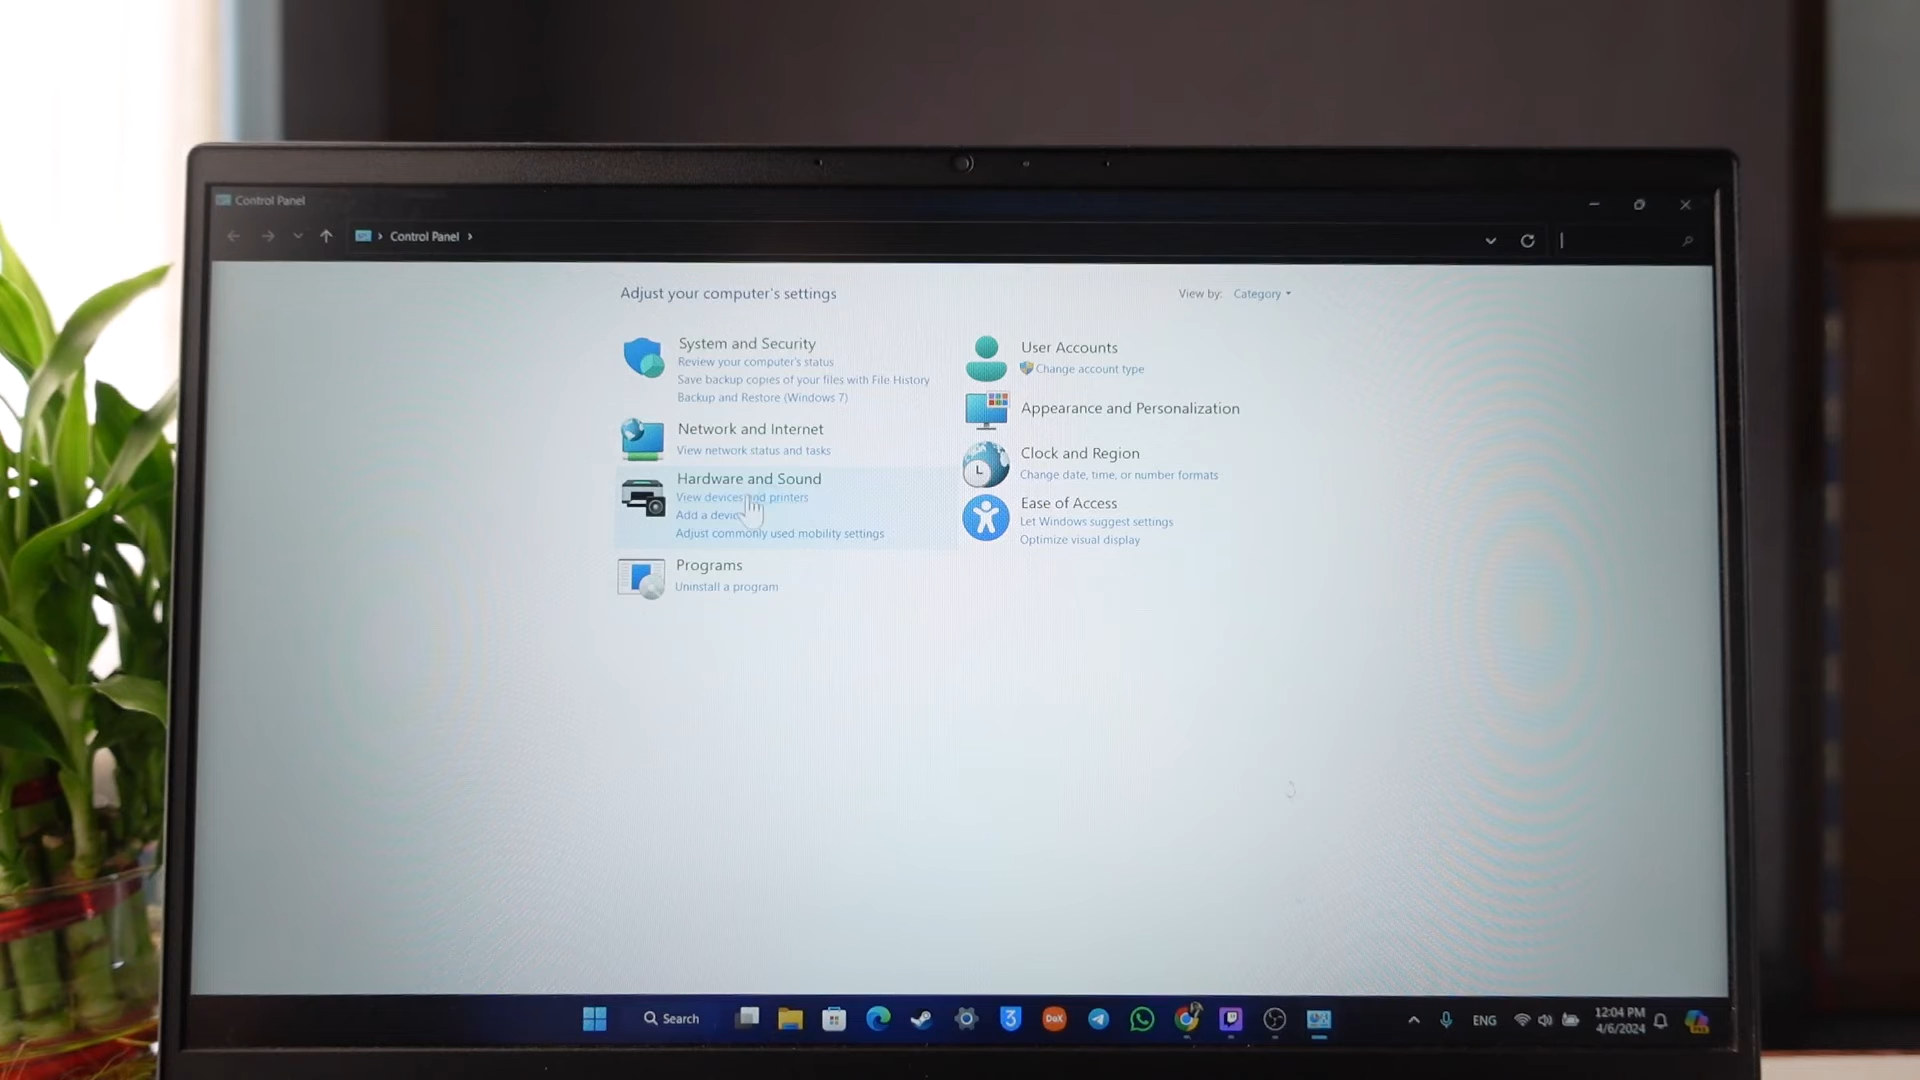 Control Panel
Control Panel
Adjust your computer's settings
View by: Category
System and Security
Review your computer's status
Save backup copies of your files with File History
Backup and Restore (Windows 7)
Network and Internet
View network status and tasks
Hardware and Sound
View devices and printers
Add a device
Adjust commonly used mobility settings
Programs
Uninstall a program
User Accounts
Change account type
Appearance and Personalization
Clock and Region
Change date, time, or number formats
Ease of Access
Let Windows suggest settings
Optimize visual display
Search
3
DeX
ENG
12:04 PM
4/6/2024